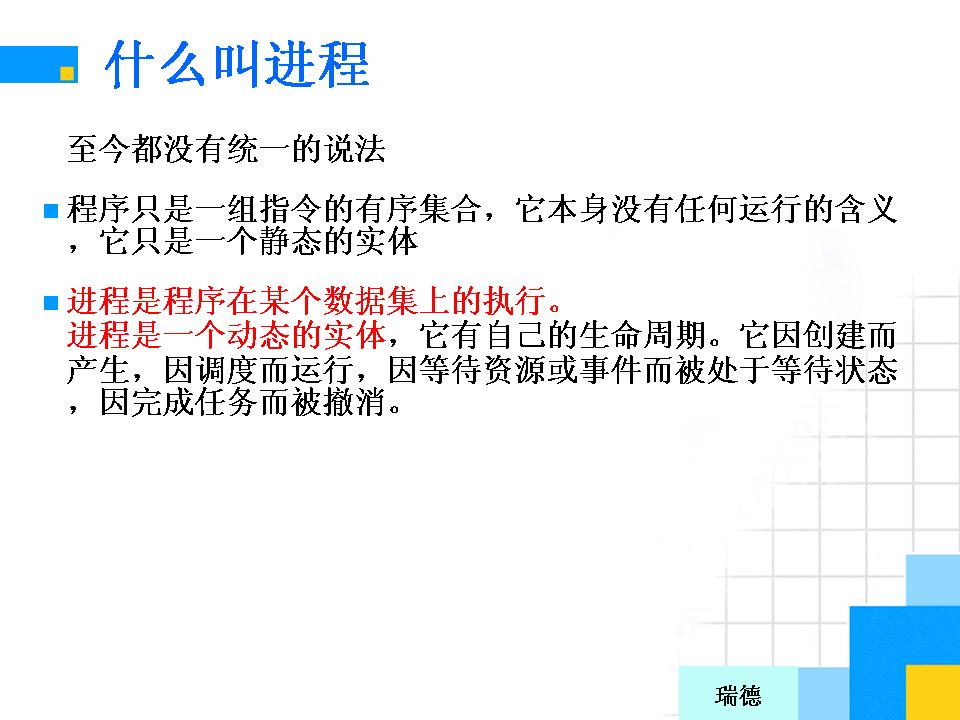 什么叫进程
至今都没有统一的说法
程序只是一组指令的有序集合，它本身没有任何运行的含义
，它只是一个静态的实体
进程是程序在某个数据集上的执行。
进程是一个动态的实体，它有自己的生命周期。它因创建而
产生，因调度而运行，因等待资源或事件而被处于等待状态
，因完成任务而被撤消。
瑞德